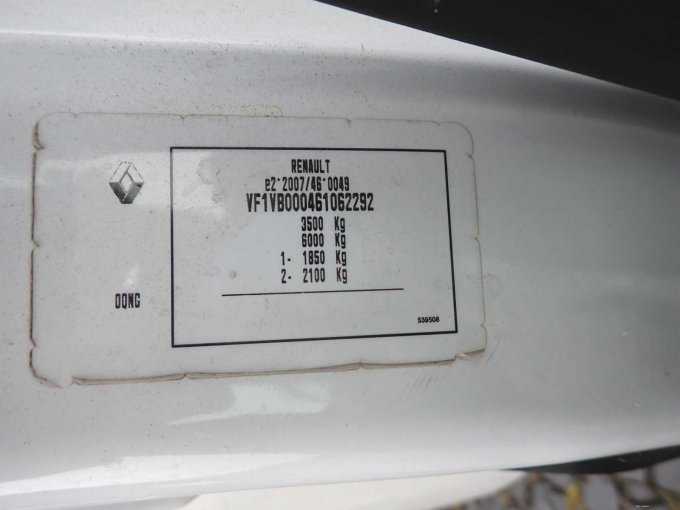 RENAULT
e2*2007/46*0049
VF1VB000461062292
3500 Kg
6000 Kg
1- 1850 Kg
2- 2100 Kg
DQNC
539508